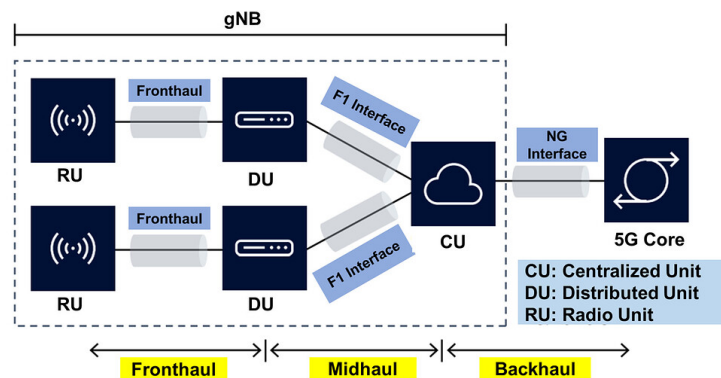 gNB
Fronthaul
F1 Interface
RU
DU
NG
Interface
Fronthaul
F1 Interface
RU
DU
CU
5G Core
CU: Centralized Unit
DU: Distributed Unit
RU: Radio Unit
Fronthaul
Midhaul
Backhaul